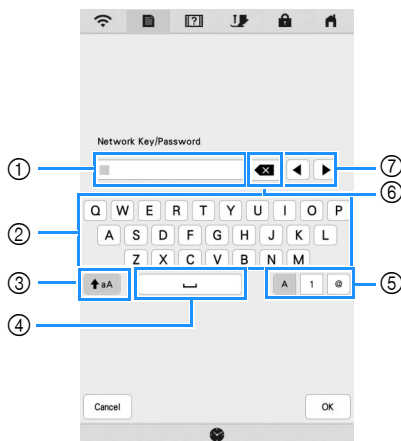 ?
Network Key/Password
①
⑦
⑥
Q W E R T Y U I O P
②
A S D F G H J K L
Z X C V B N M
③
aA
A 1 @
⑤
④
Cancel
OK